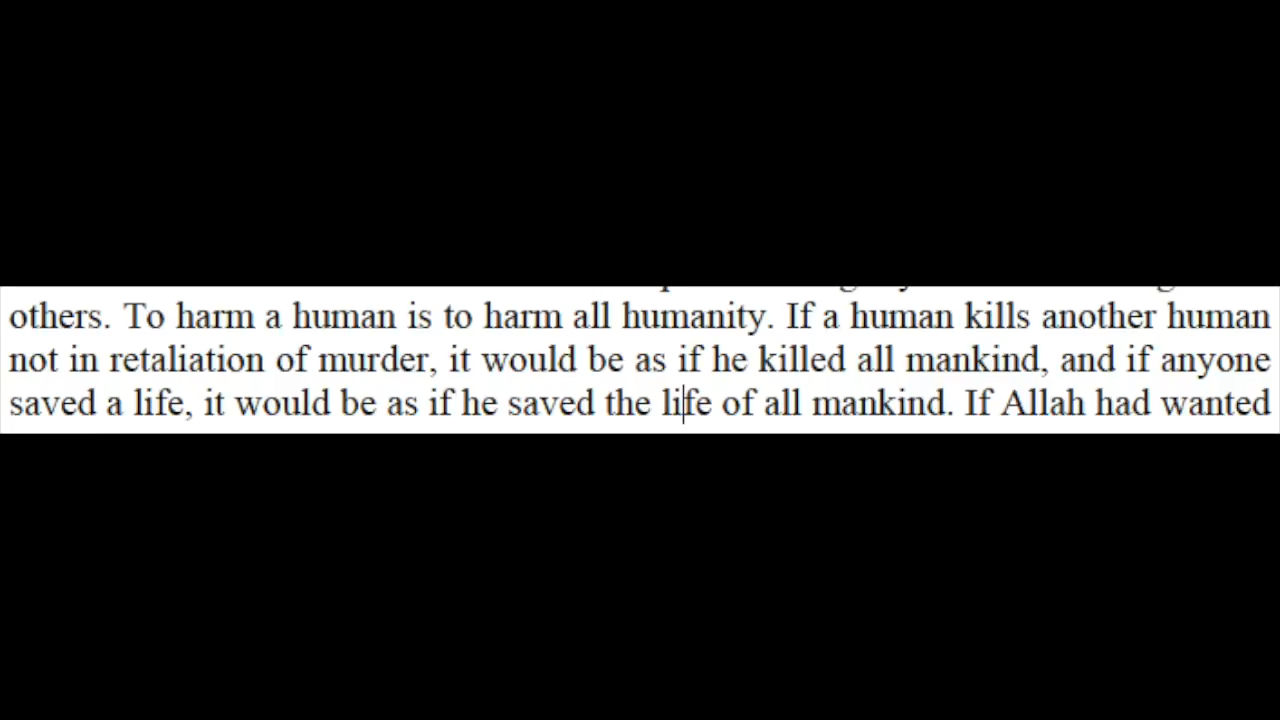 others. To harm a human is to harm all humanity. If a human kills another human
not in retaliation of murder, it would be as if he killed all mankind, and if anyone
saved a life, it would be as if he saved the life of all mankind. If Allah had wanted